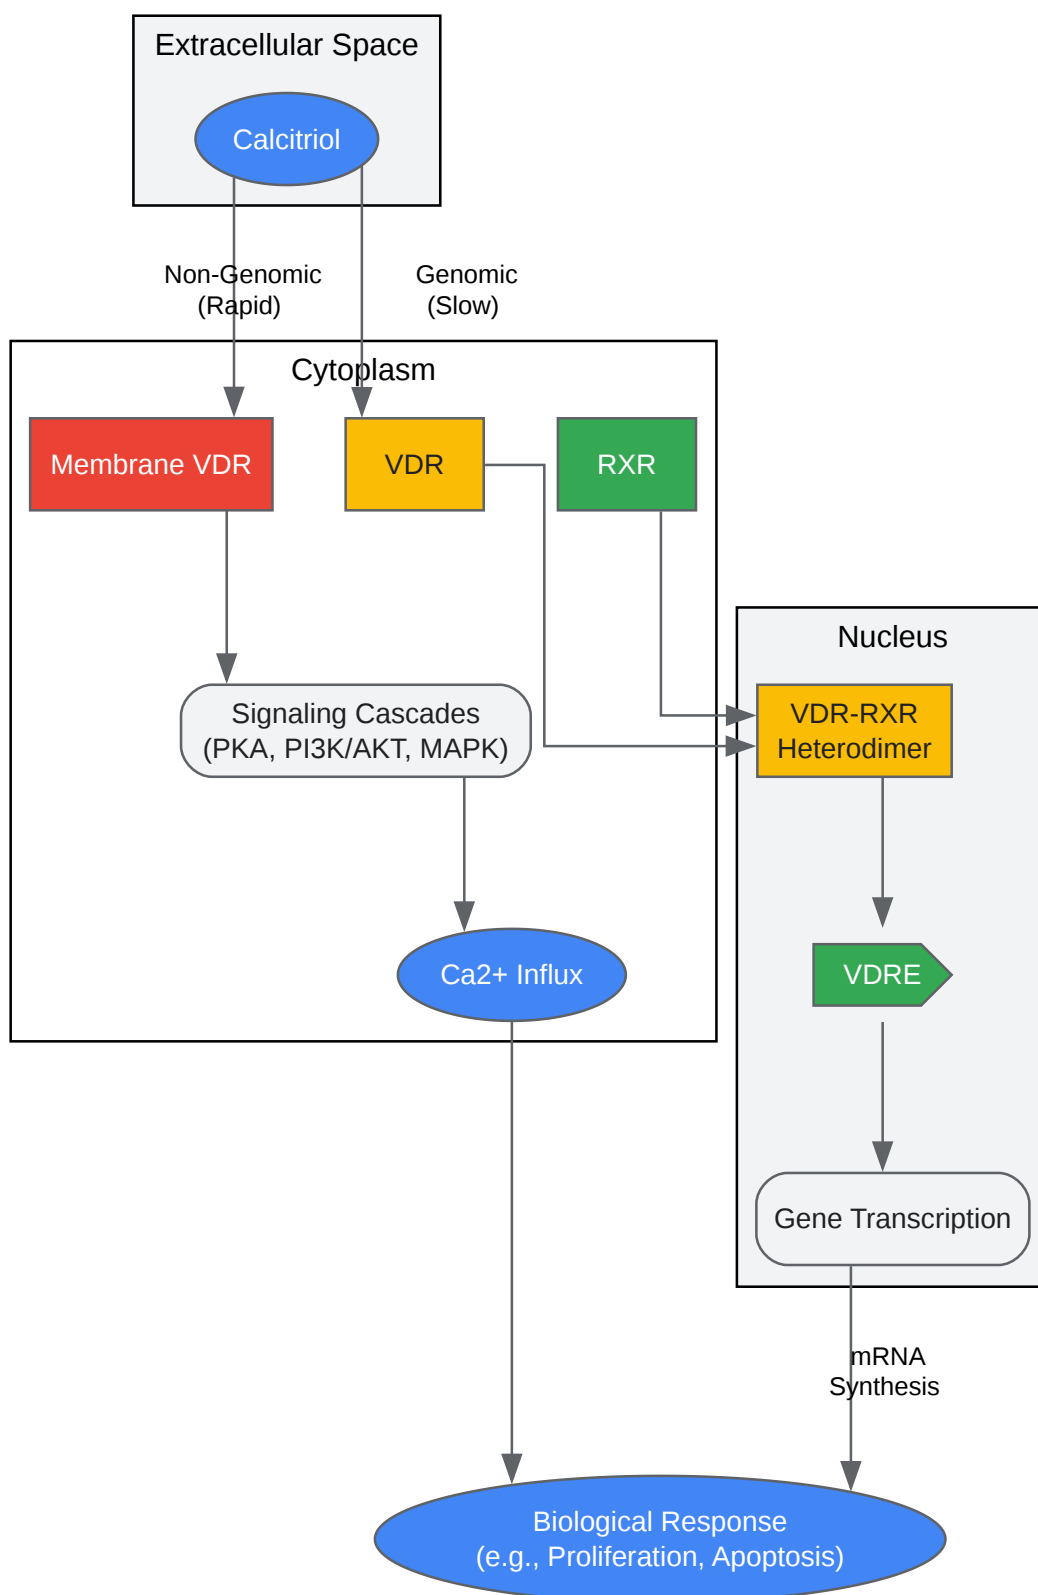 Extracellular Space
Calcitriol
Non-Genomic
(Rapid)
Genomic
(Slow)
Cytoplasm
Membrane VDR
VDR
RXR
Nucleus
Signaling Cascades
(PKA, PI3K/AKT, MAPK)
VDR-RXR
Heterodimer
Ca2+ Influx
VDRE
Gene Transcription
mRNA
Synthesis
Biological Response
(e.g., Proliferation, Apoptosis)